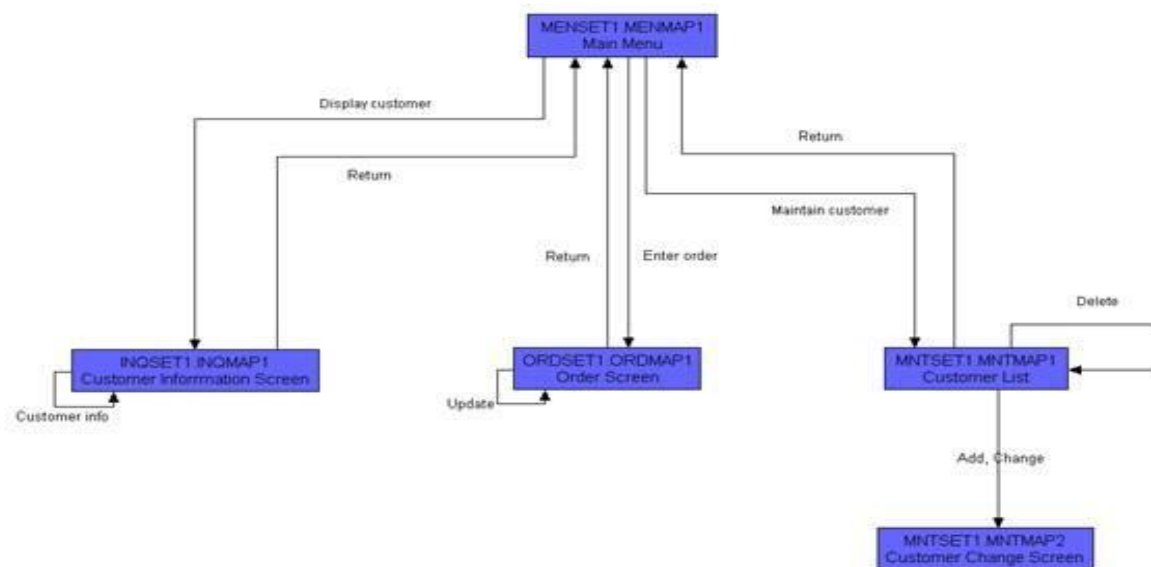 MENSET1.MENMAP1
Main Menu
Display customer
Return
Return
Maintain customer
Return
Enter order
Delete
INQSET1.INQMAP1
Customer Inforrmation Screen
ORDSET1.ORDMAP1
Order Screen
MNTSET1.MNTMAP1
Customer List
Customer info
Update
Add, Change
MNTSET1.MNTMAP2
Customer Change Screen